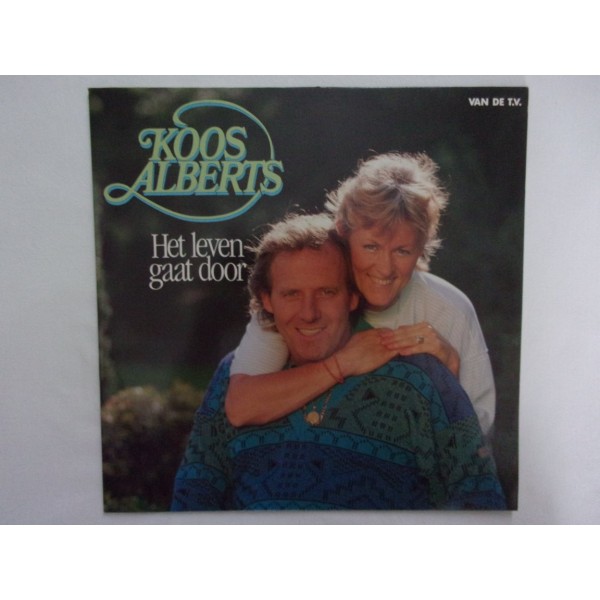 VAN DE T.V.
KOOS
ALBERTS
Het leven
gaat door